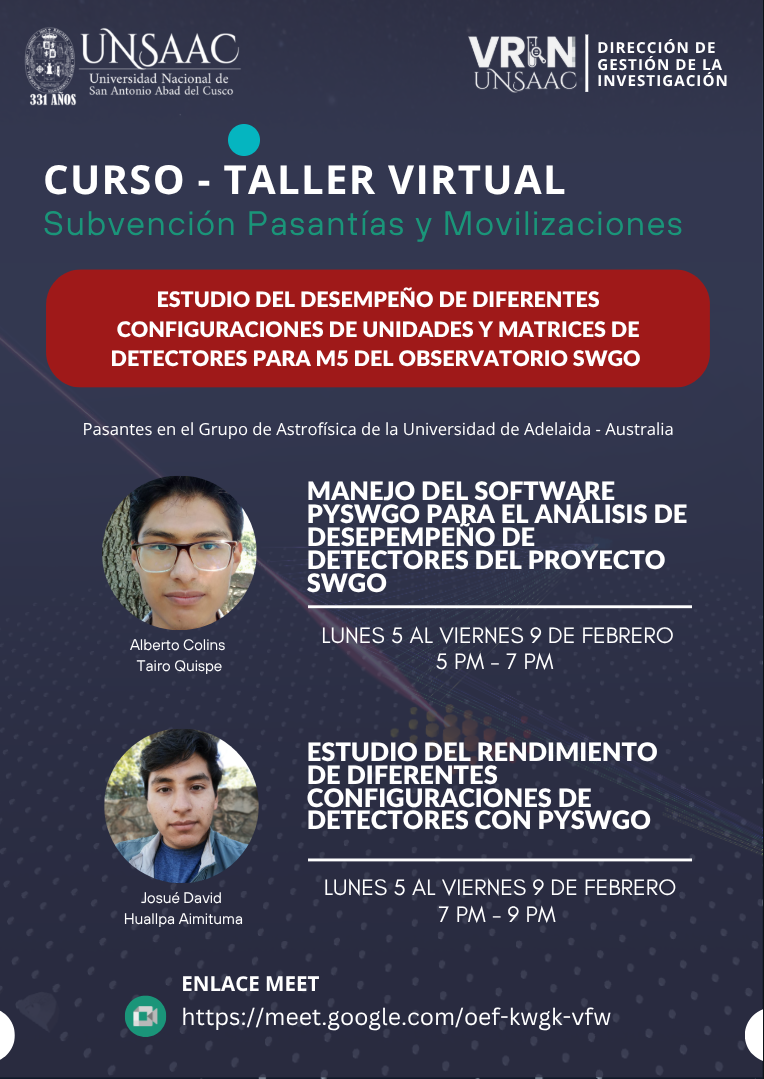 UNSAAC
Universidad Nacional de
San Antonio Abad del Cusco
331 AÑOS
VRIN
UNSAAC
DIRECCIÓN DE
GESTIÓN DE LA
INVESTIGACIÓN
CURSO - TALLER VIRTUAL
Subvención Pasantías y Movilizaciones
ESTUDIO DEL DESEMPEÑO DE DIFERENTES
CONFIGURACIONES DE UNIDADES Y MATRICES DE
DETECTORES PARA M5 DEL OBSERVATORIO SWGO
Pasantes en el Grupo de Astrofísica de la Universidad de Adelaida - Australia
MANEJO DEL SOFTWARE
PYSWGO PARA EL ANÁLISIS DE
DESEPEMPEÑO DE
DETECTORES DEL PROYECTO
SWGO
LUNES 5 AL VIERNES 9 DE FEBRERO
5 PM – 7 PM
Alberto Colins
Tairo Quispe
ESTUDIO DEL RENDIMIENTO
DE DIFERENTES
CONFIGURACIONES DE
DETECTORES CON PYSWGO
LUNES 5 AL VIERNES 9 DE FEBRERO
7 PM – 9 PM
Josué David
Huallpa Aimituma
ENLACE MEET
https://meet.google.com/oef-kwgk-vfw